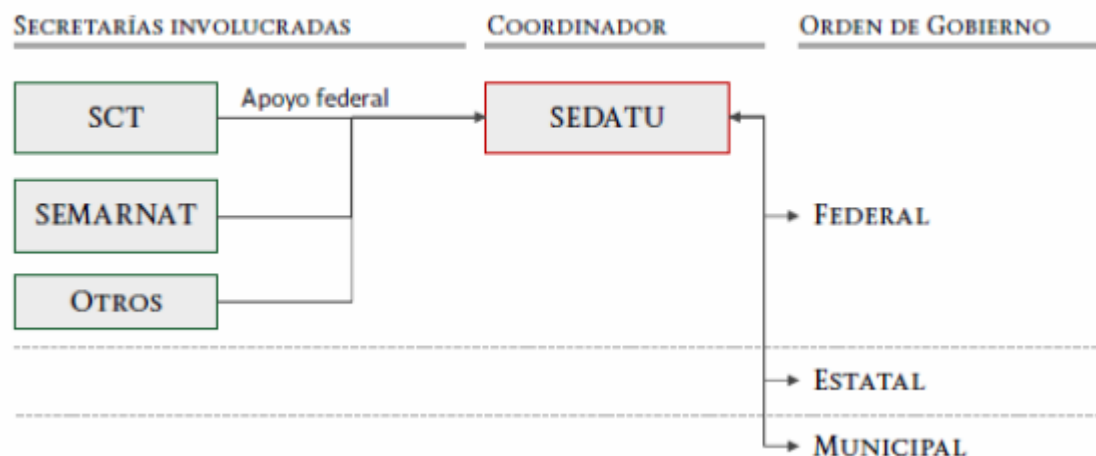 SECRETARÍAS INVOLUCRADAS
COORDINADOR
ORDEN DE GOBIERNO
SCT
Apoyo federal
SEDATU
SEMARNAT
FEDERAL
OTROS
ESTATAL
MUNICIPAL